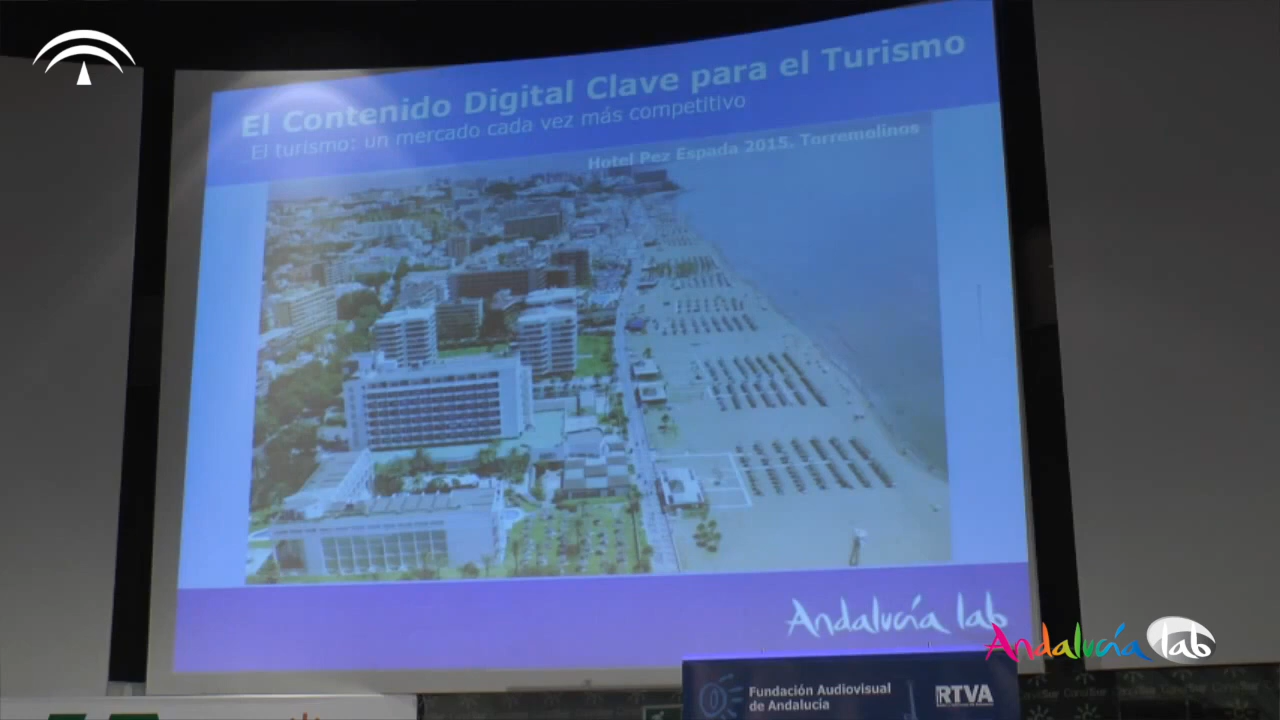 El Contenido Digital Clave para el Turismo
El turismo: un mercado cada vez más competitivo
Hotel Pez Espada 2015. Torremolinos
Andalucía lab
Andalucía lab
Fundación Audiovisual
de Andalucía
RTVA